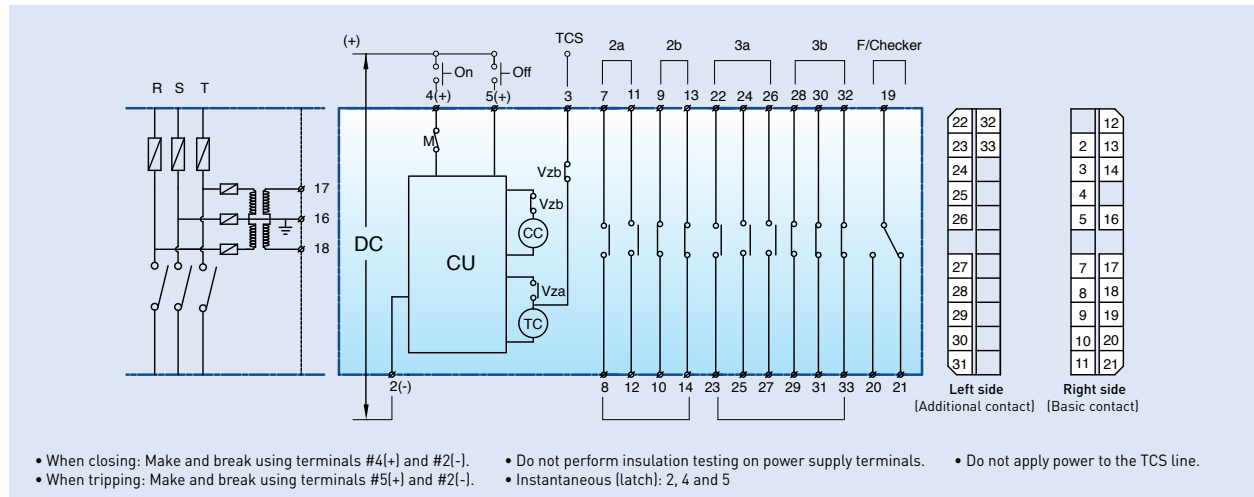 (+)
TCS
2a 2b 3a 3b F/Checker
On Off
R S T
4(+) 5(+) 3 7 11 9 13 22 24 26 28 30 32 19
M
Vzb
17
Vzb
16
CC
DC
18
CU
Vza
TC
2(-)
8 12 10 14 23 25 27 29 31 33 20 21
22 32
23 33
24
25
26
27
28
29
30
31
Left side
(Additional contact)
12
2 13
3 14
4
5 16
7 17
8 18
9 19
10 20
11 21
Right side
(Basic contact)
• When closing: Make and break using terminals #4(+) and #2(-).
• When tripping: Make and break using terminals #5(+) and #2(-).
• Do not perform insulation testing on power supply terminals.
• Instantaneous (latch): 2, 4 and 5
• Do not apply power to the TCS line.